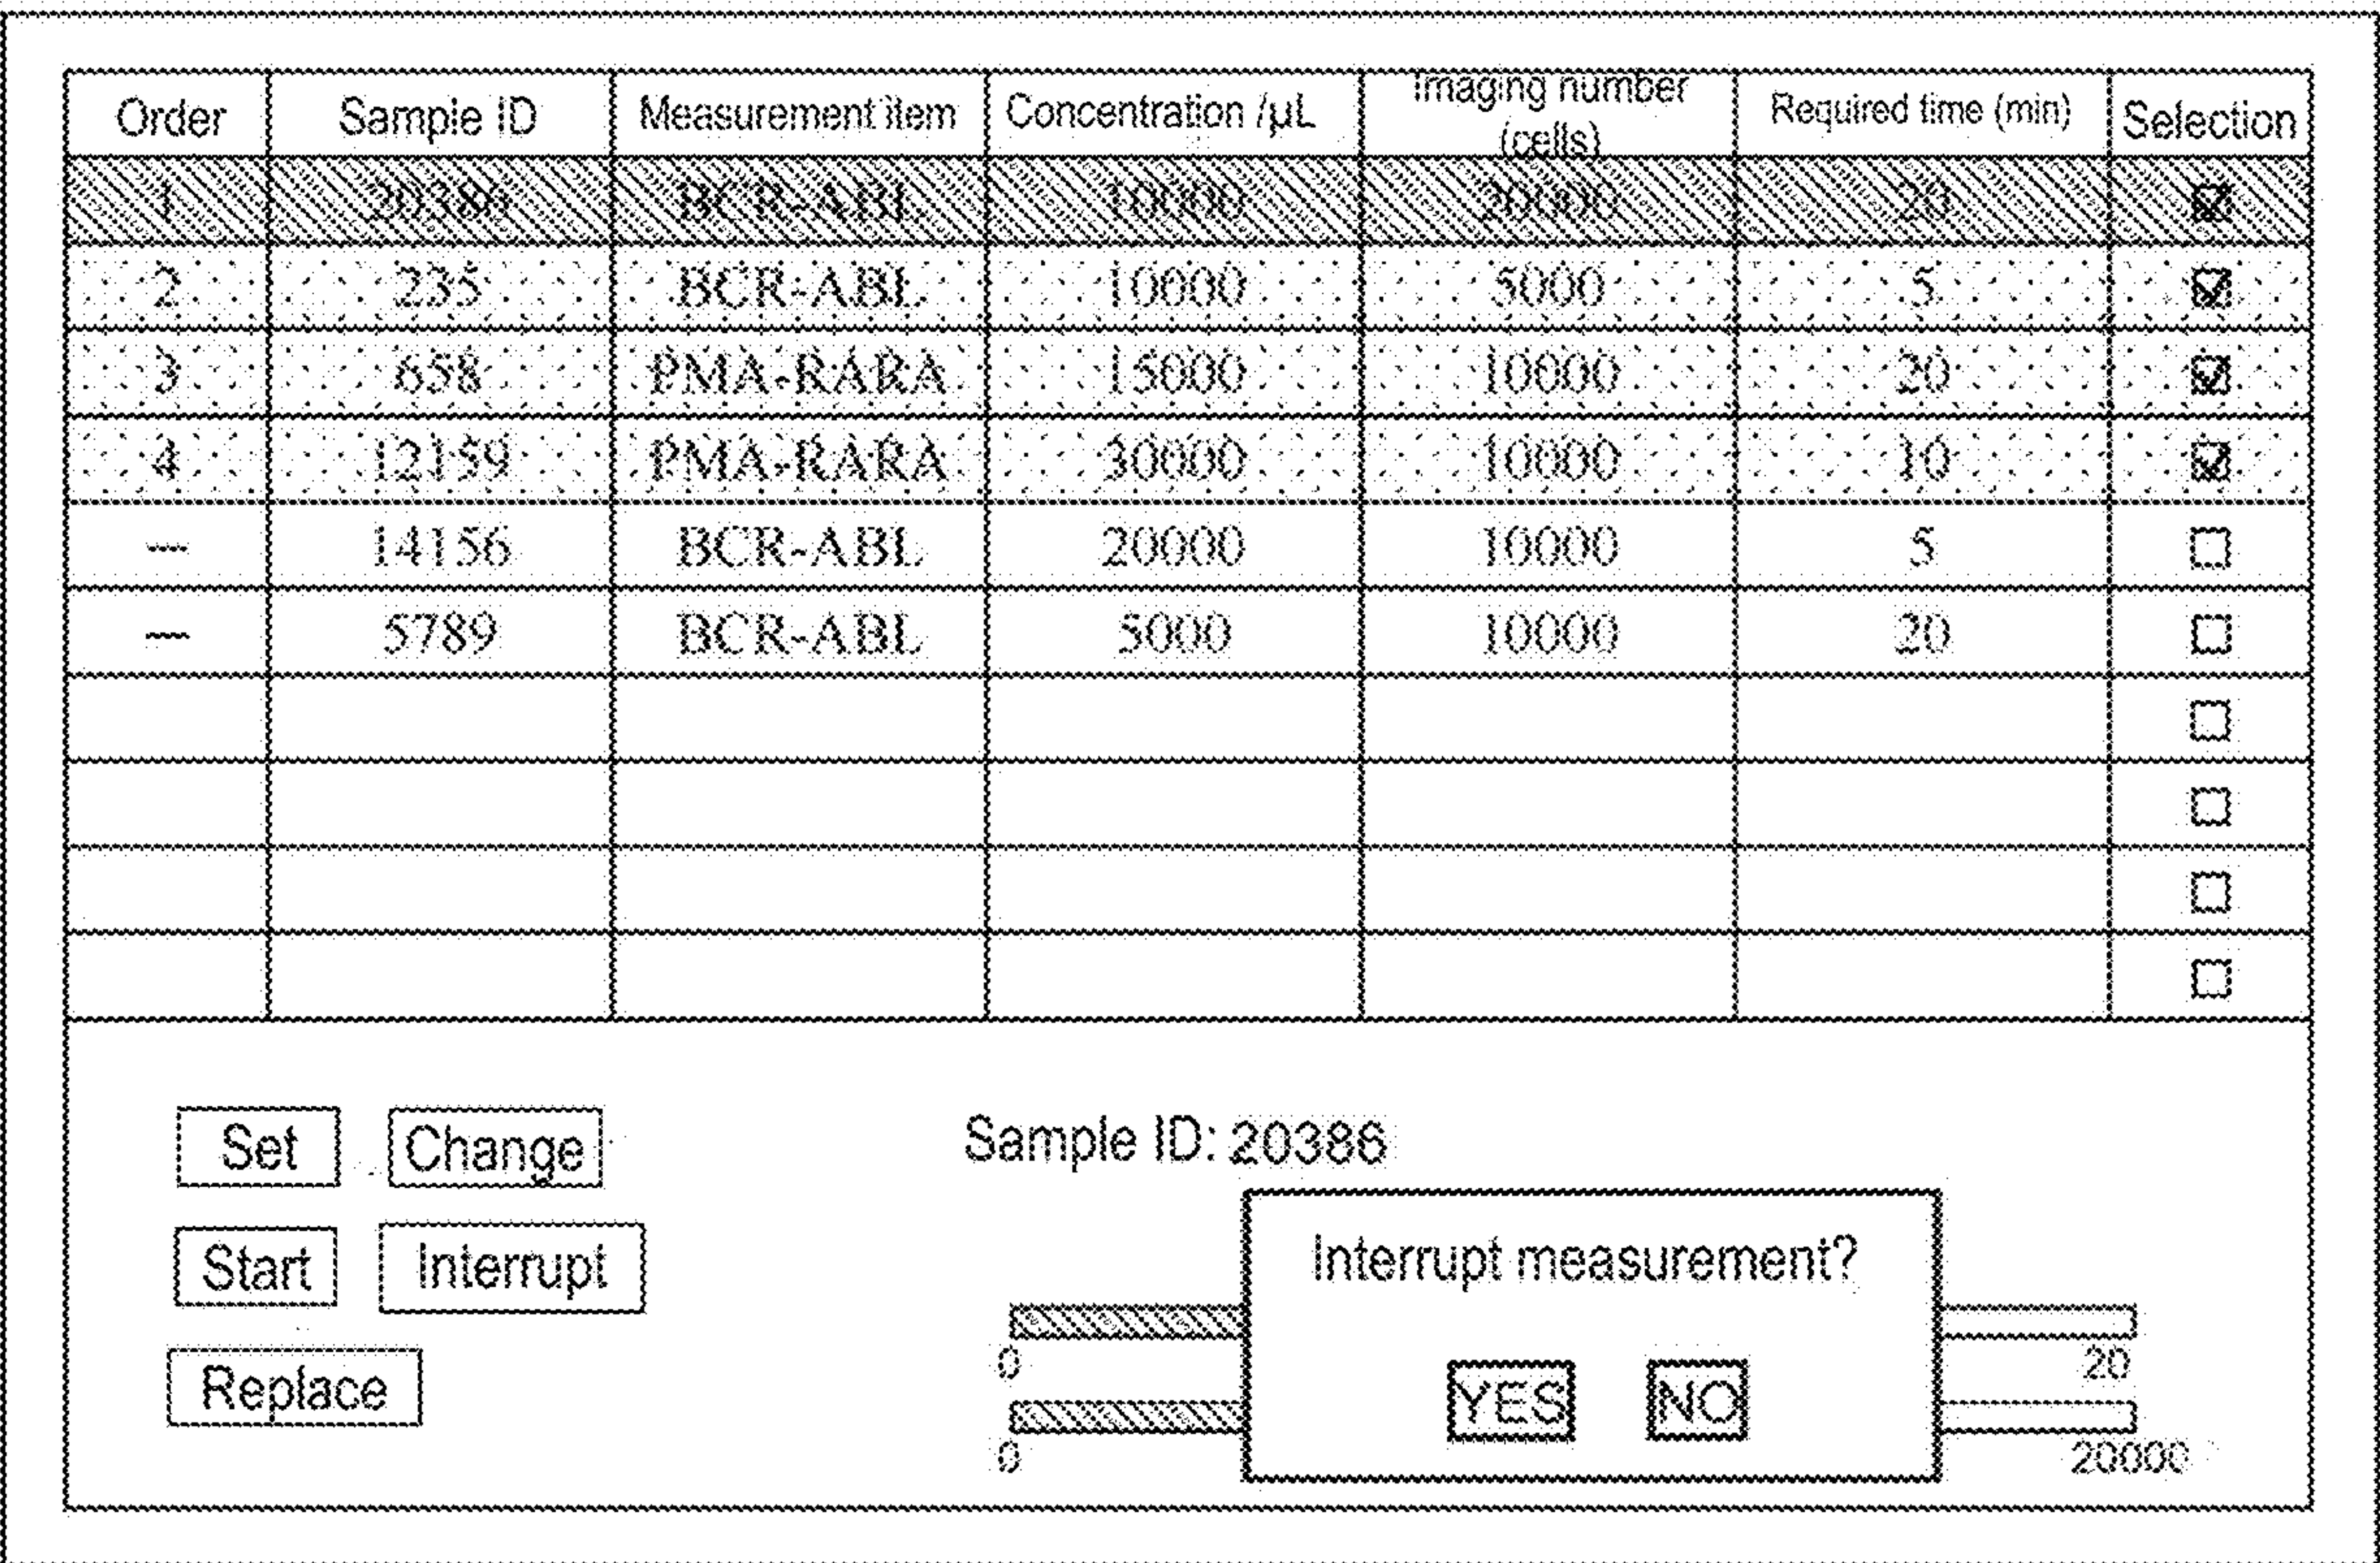 Order Sample ID Measurement item Concentration /µL Imaging number (cells) Required time (min) Selection
1 20386 BCR-ABL 10000 20000 20
2 235 BCR-ABL 10000 5000 5
3 658 PMA-RARA 15000 10000 20
4 12159 PMA-RARA 30000 10000 10
— 14156 BCR-ABL 20000 10000 5
— 5789 BCR-ABL 5000 10000 20
Set Change
Start Interrupt
Replace
Sample ID: 20386
Interrupt measurement?
YES NO
0 20
0 20000